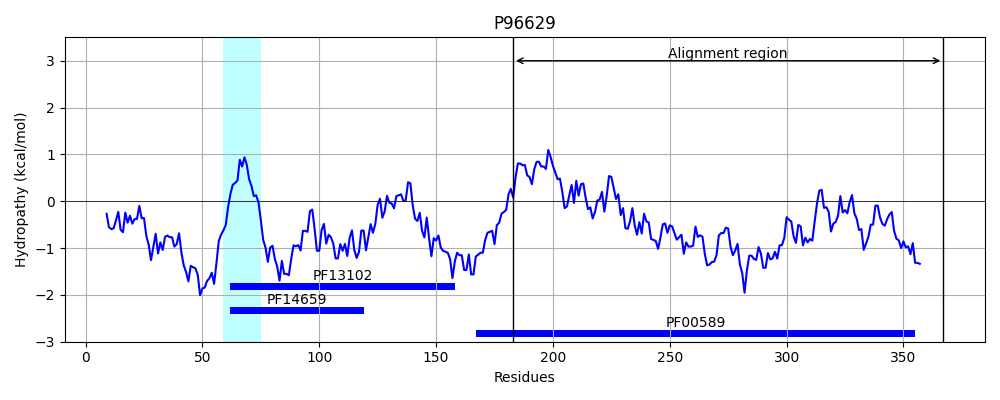 P96629
Alignment region
Hydropathy (kcal/mol)
3
2
1
0
−1
−2
−3
PF13102
PF14659
PF00589
0 50 100 150 200 250 300 350
Residues